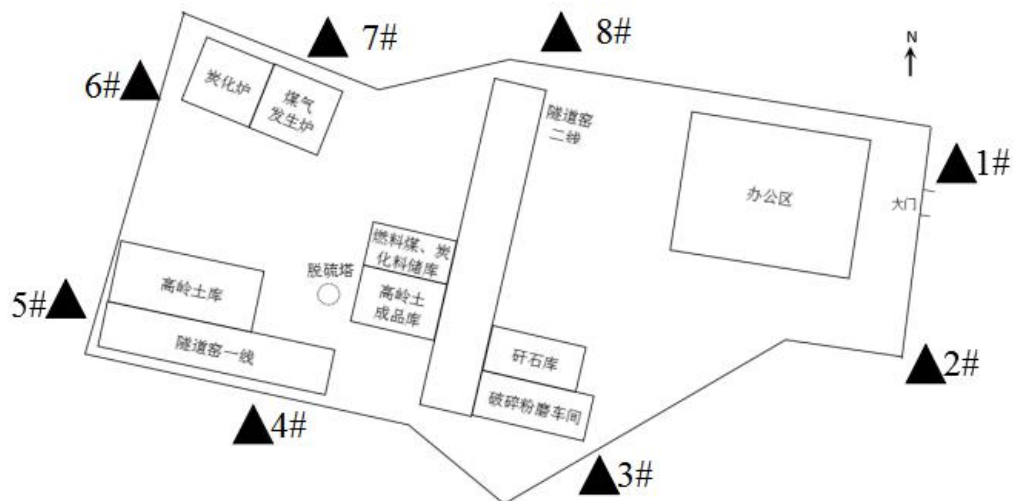 7#
8#
N
6#
炭化炉
煤气
发生炉
隧道窑
二线
1#
办公区
大门
燃料煤、炭
化料储库
脱硫塔
高岭土
成品库
高岭土库
5#
隧道窑一线
矸石库
2#
破碎粉磨车间
4#
3#